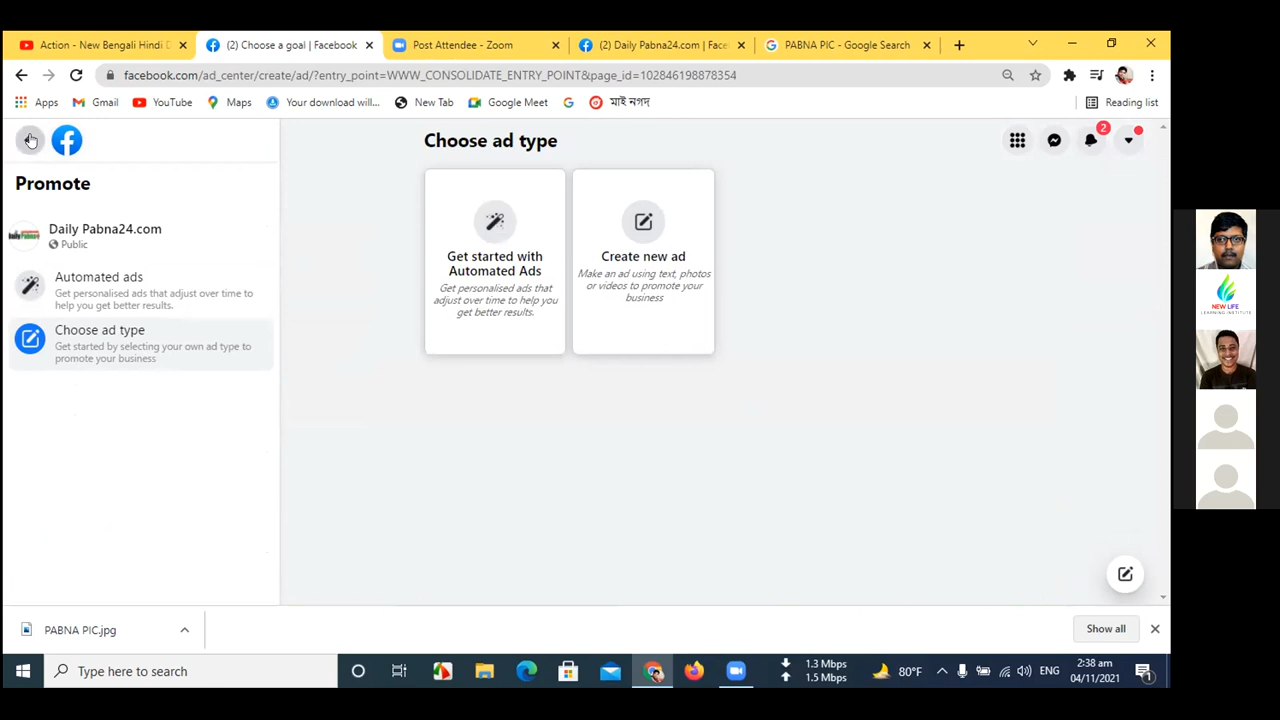 Action - New Bengali Hindi D
(2) Choose a goal | Facebook
Post Attendee - Zoom
(2) Daily Pabna24.com | Face
PABNA PIC - Google Search
facebook.com/ad_center/create/ad/?entry_point=WWW_CONSOLIDATE_ENTRY_POINT&page_id=102846198878354
Apps
Gmail
YouTube
Maps
Your download will...
New Tab
Google Meet
মাই নগদ
Reading list
Choose ad type
2
Promote
Daily Pabna24.com
Public
Automated ads
Get personalised ads that adjust over time to
help you get better results.
Choose ad type
Get started by selecting your own ad type to
promote your business
Get started with
Automated Ads
Get personalised ads that
adjust over time to help you
get better results.
Create new ad
Make an ad using text, photos
or videos to promote your
business
NEW LIFE
LEARNING INSTITUTE
PABNA PIC.jpg
Show all
Type here to search
1.3 Mbps
1.5 Mbps
80°F
ENG
2:38 am
04/11/2021
1